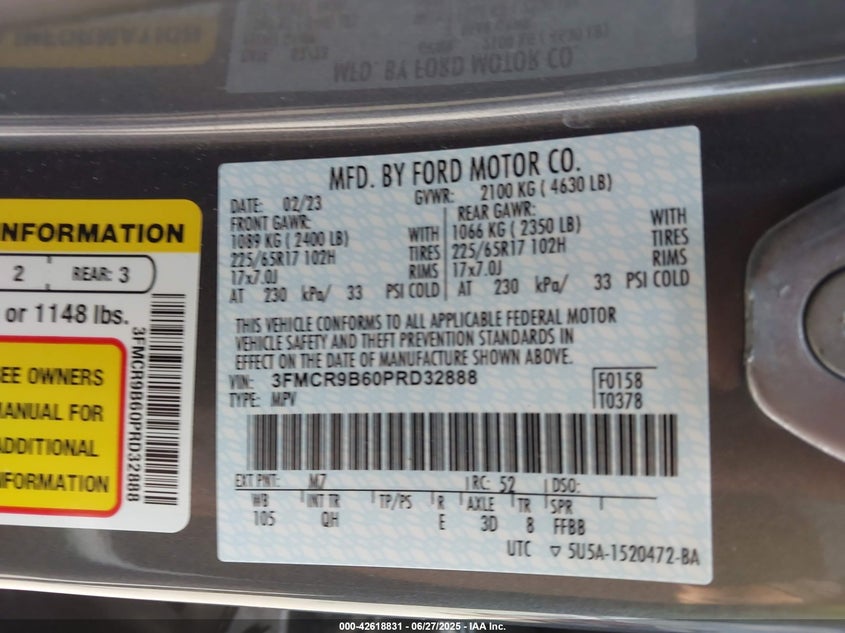 MFD. BY FORD MOTOR CO
MFD. BY FORD MOTOR CO.
DATE: 02/23 GVWR: 2100 KG ( 4630 LB)
FRONT GAWR: REAR GAWR:
1089 KG ( 2400 LB) WITH 1066 KG ( 2350 LB) WITH
225/65R17 102H TIRES 225/65R17 102H TIRES
17x7.0J RIMS 17x7.0J RIMS
AT 230 kPa/ 33 PSI COLD AT 230 kPa/ 33 PSI COLD
THIS VEHICLE CONFORMS TO ALL APPLICABLE FEDERAL MOTOR
VEHICLE SAFETY AND THEFT PREVENTION STANDARDS IN
EFFECT ON THE DATE OF MANUFACTURE SHOWN ABOVE.
VIN: 3FMCR9B60PRD32888 F0158
TYPE: MPV T0378
EXT PNT: M7 RC: 52 DSO:
WB INT TR TP/PS R AXLE TR SPR
105 QH E 3D 8 FFBB
UTC ▽ 5U5A-1520472-BA
INFORMATION
2 REAR: 3
or 1148 lbs.
3FMCR9B60PRD32888
EE OWNERS
MANUAL FOR
ADDITIONAL
INFORMATION
000-42618831 - 06/27/2025 - IAA Inc.